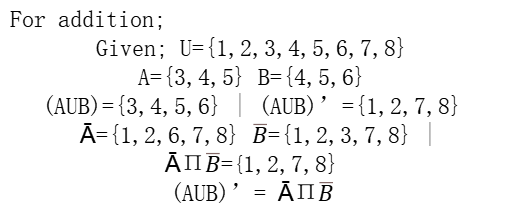 For addition;
Given; U={1,2,3,4,5,6,7,8}
A={3,4,5} B={4,5,6}
(AUB)={3,4,5,6} | (AUB)’ ={1,2,7,8}
Ā={1,2,6,7,8} B̅={1,2,3,7,8} |
ĀΠB̅={1,2,7,8}
(AUB)’ = ĀΠB̅